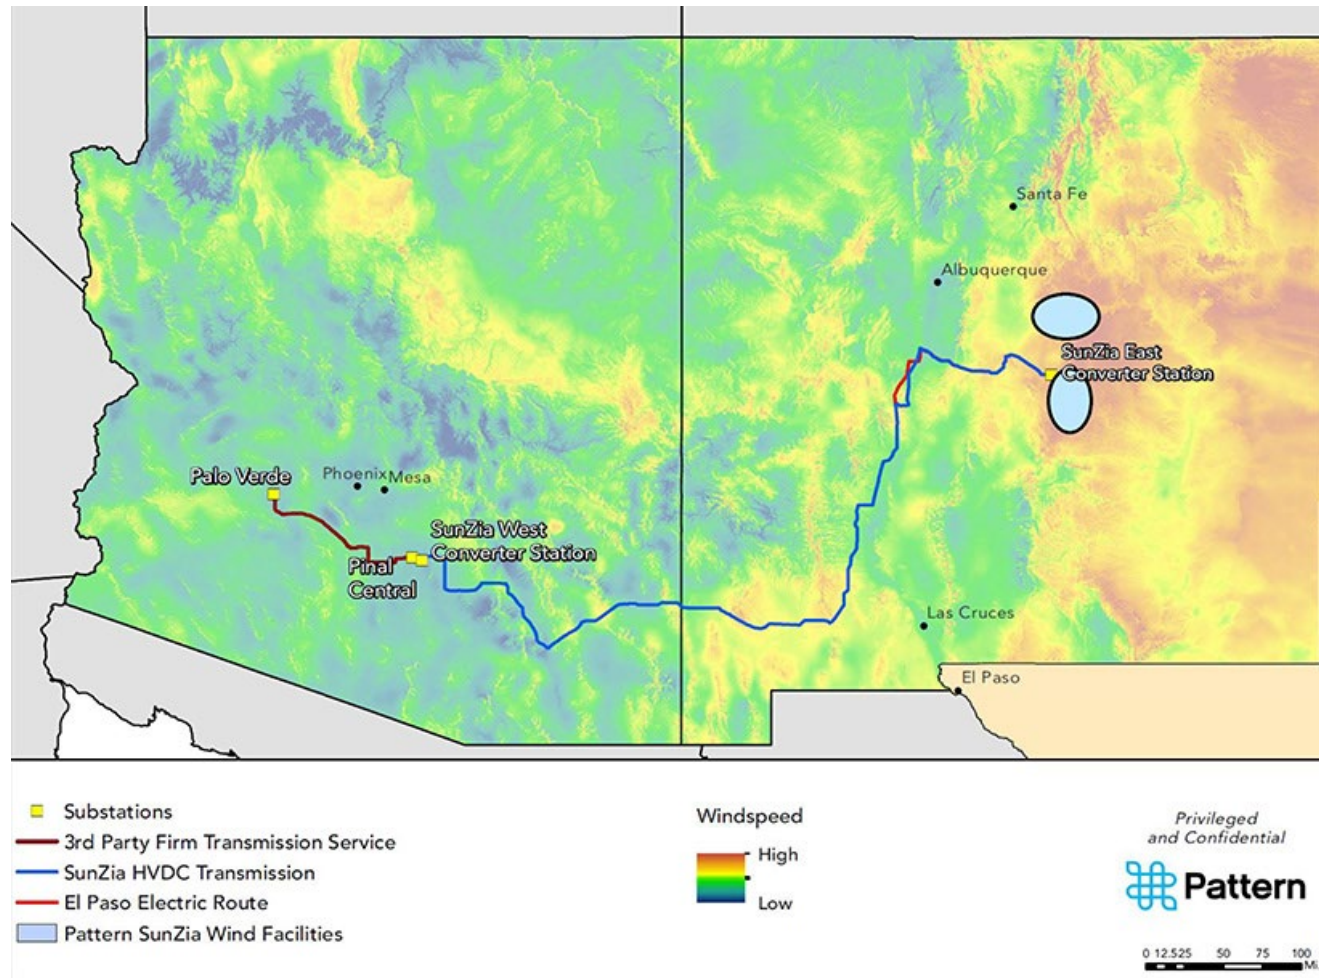 Santa Fe
Albuquerque
SunZia East
Converter Station
Palo Verde
Phoenix
Mesa
SunZia West
Converter Station
Pinal
Central
Las Cruces
El Paso
Substations
3rd Party Firm Transmission Service
SunZia HVDC Transmission
El Paso Electric Route
Pattern SunZia Wind Facilities
Windspeed
High
Low
Privileged
and Confidential
Pattern
0 12.525 50 75 100
Mi